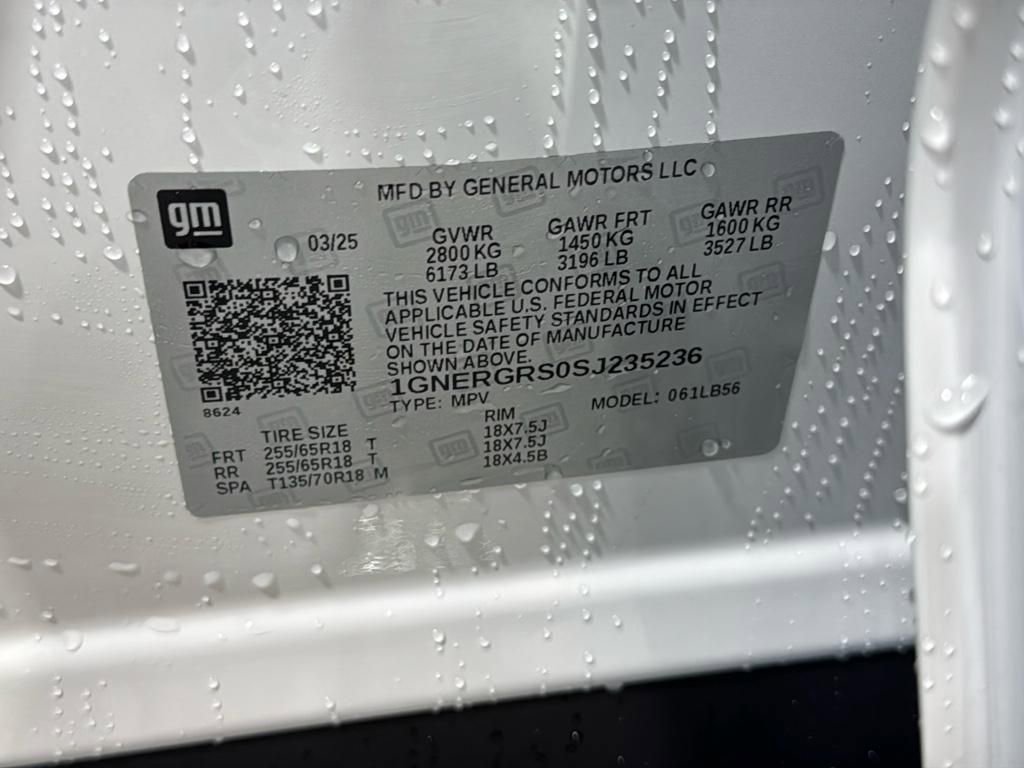 gm
MFD BY GENERAL MOTORS LLC
03/25
GVWR GAWR FRT GAWR RR
2800 KG 1450 KG 1600 KG
6173 LB 3196 LB 3527 LB
THIS VEHICLE CONFORMS TO ALL
APPLICABLE U.S. FEDERAL MOTOR
VEHICLE SAFETY STANDARDS IN EFFECT
ON THE DATE OF MANUFACTURE
SHOWN ABOVE.
1GNERGRS0SJ235236
8624
TYPE: MPV MODEL: 061LB56
TIRE SIZE RIM
FRT 255/65R18 T 18X7.5J
RR 255/65R18 T 18X7.5J
SPA T135/70R18 M 18X4.5B